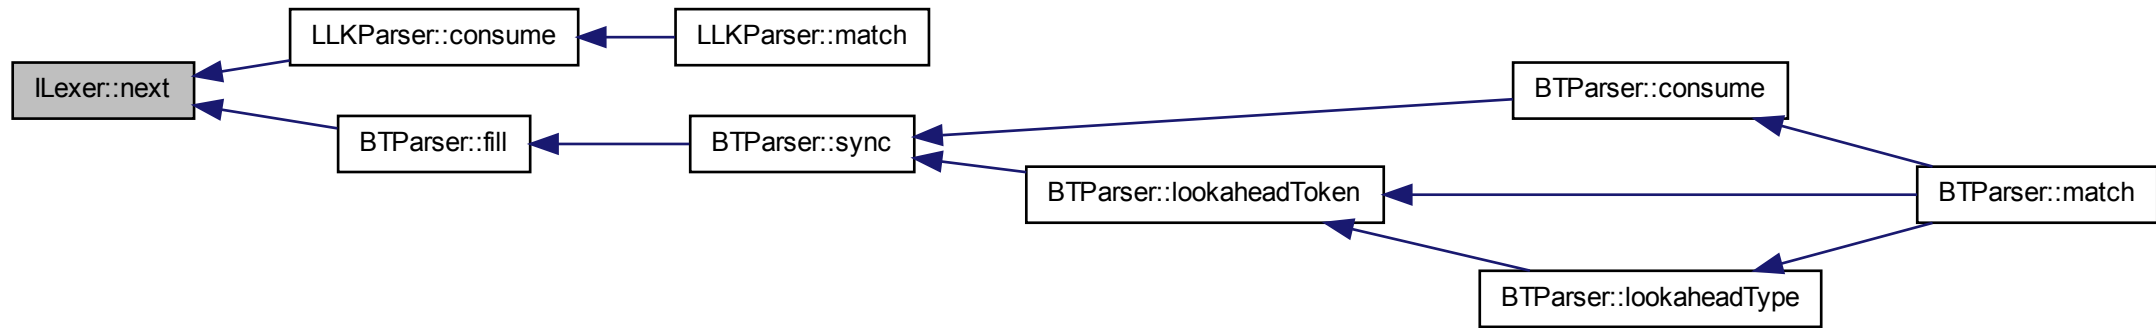 LLKParser::consume
LLKParser::match
ILexer::next
BTParser::consume
BTParser::fill
BTParser::sync
BTParser::lookaheadToken
BTParser::match
BTParser::lookaheadType